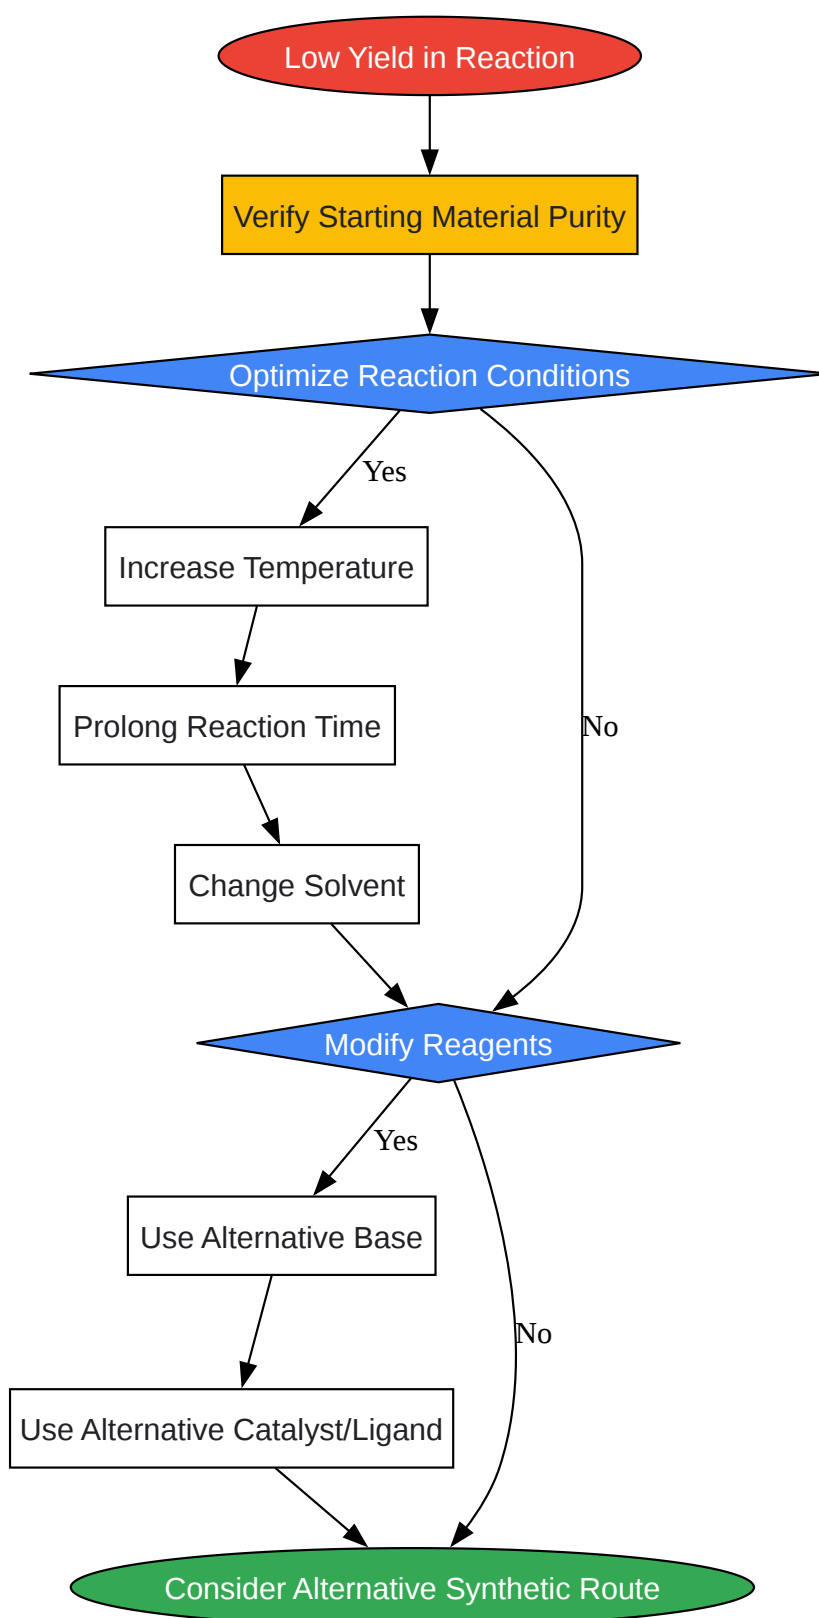 Low Yield in Reaction
Verify Starting Material Purity
Optimize Reaction Conditions
Yes
Increase Temperature
Prolong Reaction Time
No
Change Solvent
Modify Reagents
Yes
Use Alternative Base
No
Use Alternative Catalyst/Ligand
Consider Alternative Synthetic Route